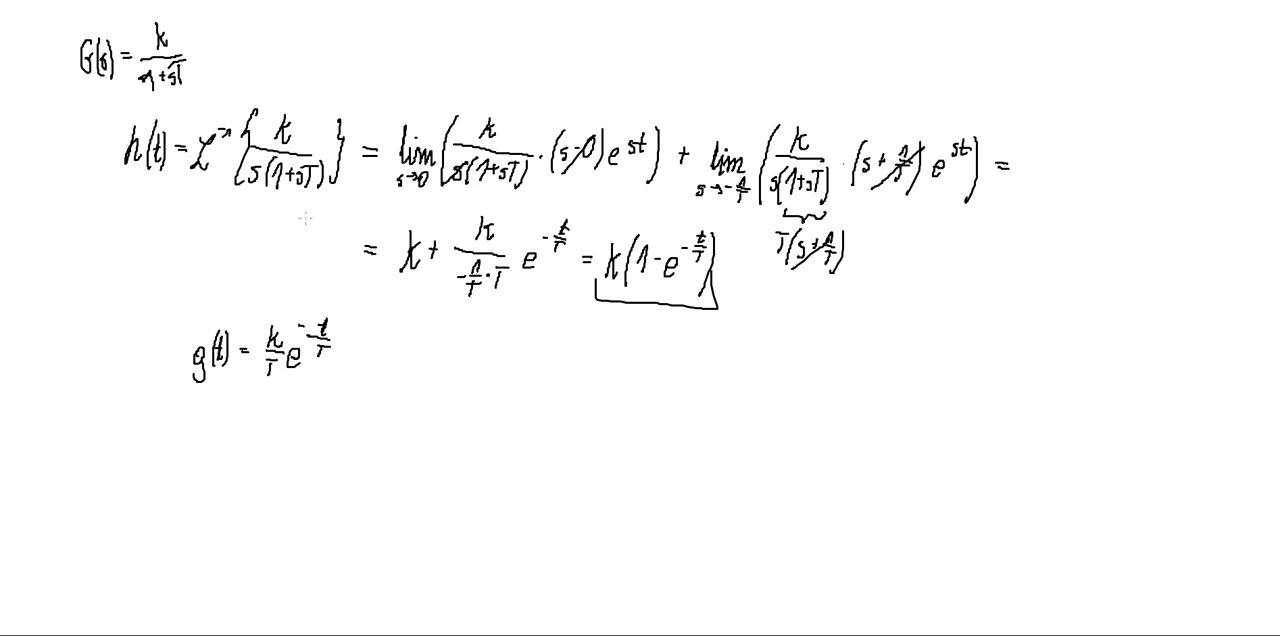 G(s) = k/(1+sT)
h(t) = ℒ⁻¹{k/(s(1+sT))} = lim_{s→0}(k/(s(1+sT)) · (s-0)e^{st}) + lim_{s→-1/T}(k/(s(1+sT)) · (s+1/T)e^{st}) =
T(s+1/T)
= k + k/(-1/T·T) e^{-t/T} = k(1-e^{-t/T})
g(t) = k/T e^{-t/T}